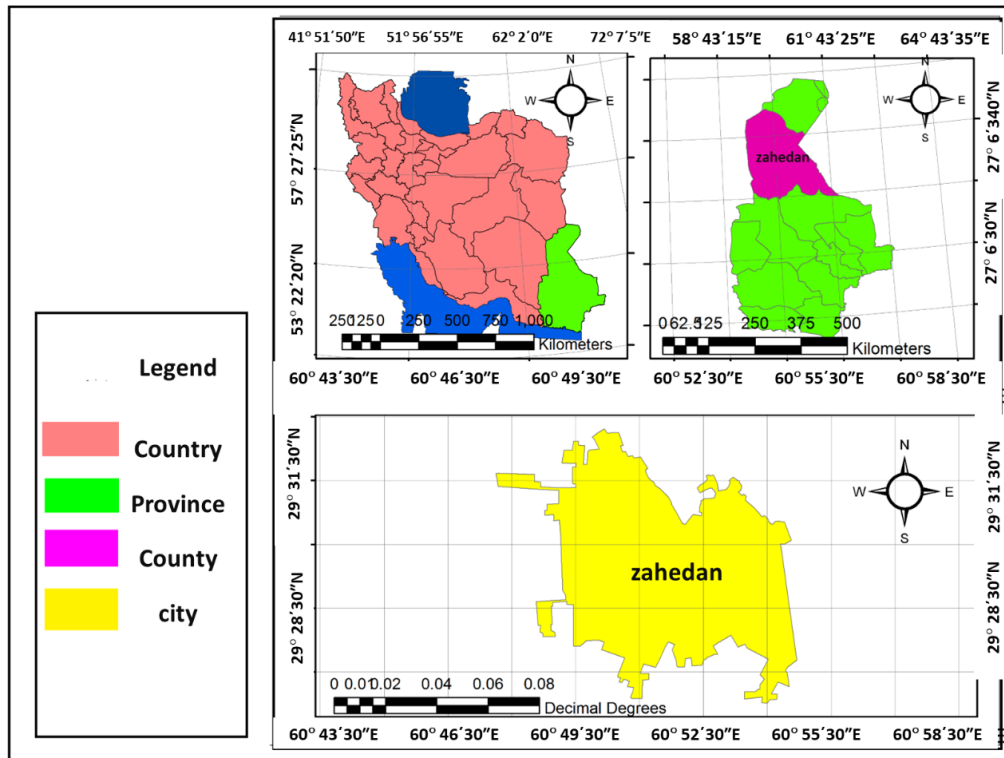 41° 51′50″E 51° 56′55″E 62° 2′0″E 72° 7′5″E
58° 43′15″E 61° 43′25″E 64° 43′35″E
57° 27′25″N
53° 22′20″N
N
W E
S
250 125 0 250 500 750 1,000
Kilometers
N
W E
S
zahedan
27° 6′340″N
27° 6′30″N
0 62.5 125 250 375 500
Kilometers
60° 43′30″E 60° 46′30″E 60° 49′30″E 60° 52′30″E 60° 55′30″E 60° 58′30″E
Legend
Country
Province
County
city
29° 31′30″N
29° 28′30″N
N
W E
S
zahedan
29° 31′30″N
29° 28′30″N
0 0.01 0.02 0.04 0.06 0.08
Decimal Degrees
60° 43′30″E 60° 46′30″E 60° 49′30″E 60° 52′30″E 60° 55′30″E 60° 58′30″E